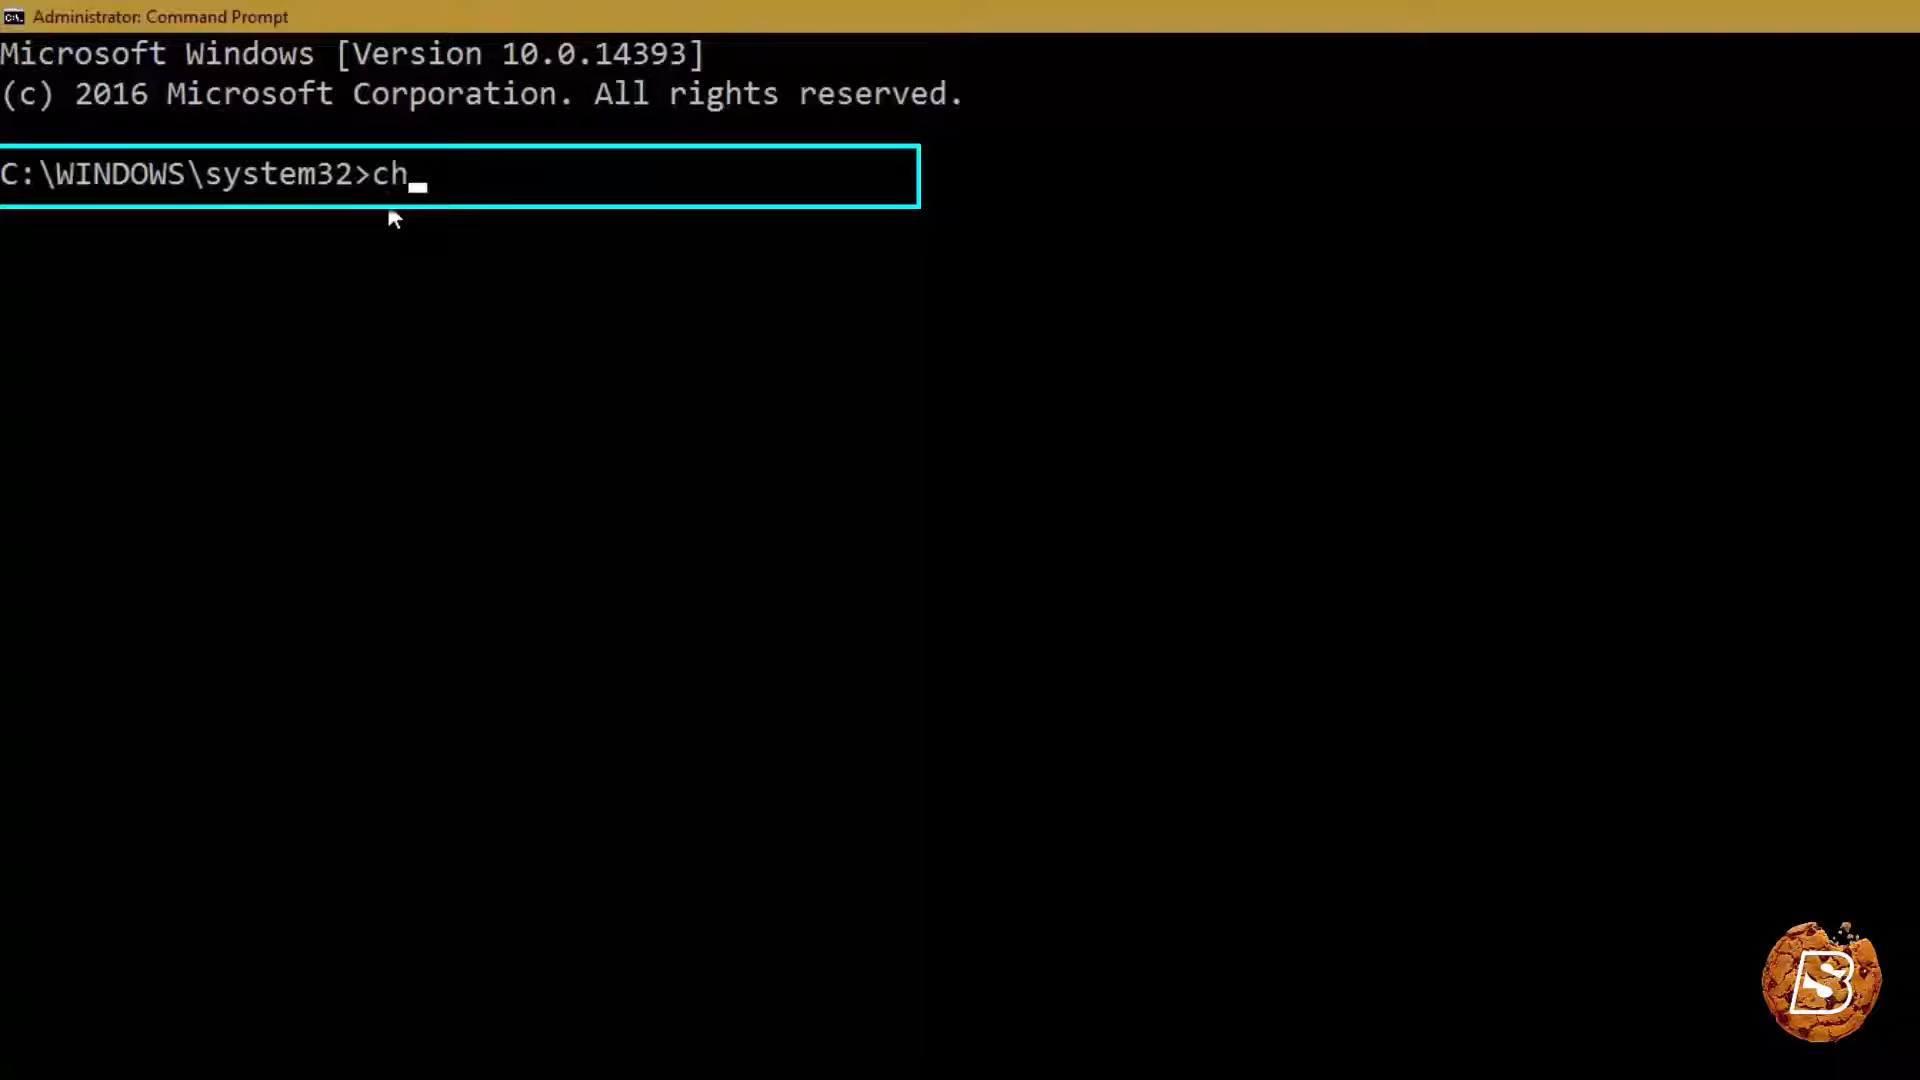 Administrator: Command Prompt
Microsoft Windows [Version 10.0.14393]
(c) 2016 Microsoft Corporation. All rights reserved.
C:\WINDOWS\system32>ch